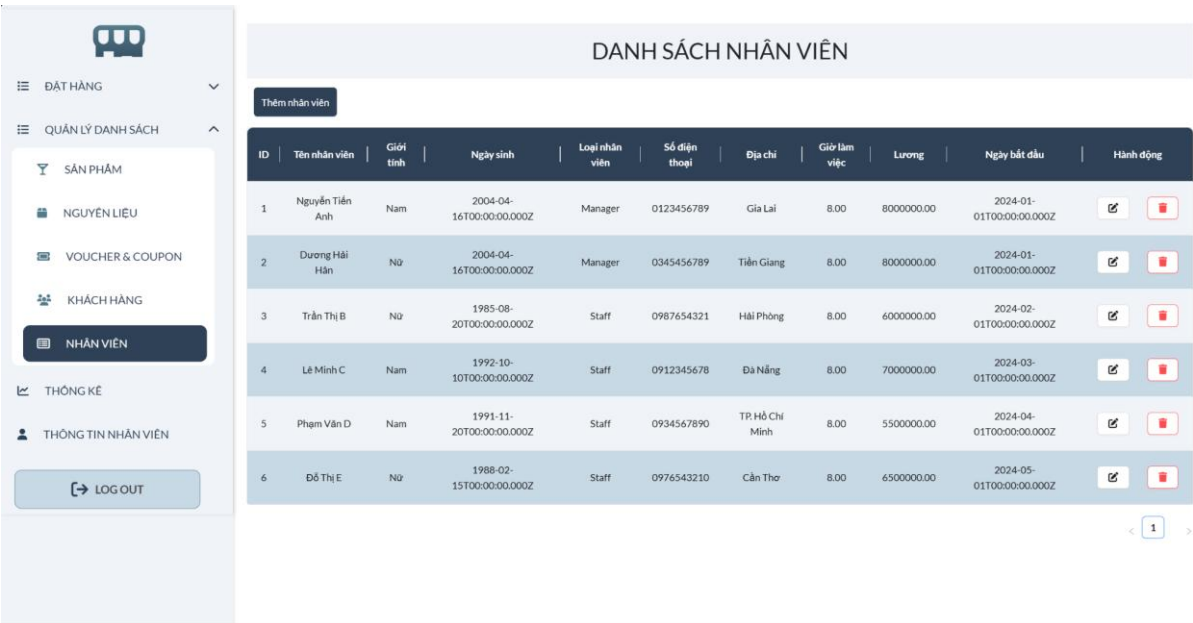 DANH SÁCH NHÂN VIÊN
ĐẶT HÀNG
QUẢN LÝ DANH SÁCH
SẢN PHẨM
NGUYÊN LIỆU
VOUCHER & COUPON
KHÁCH HÀNG
NHÂN VIÊN
THỐNG KÊ
THÔNG TIN NHÂN VIÊN
LOG OUT
Thêm nhân viên
ID Tên nhân viên Giới tính Ngày sinh Loại nhân viên Số điện thoại Địa chỉ Giờ làm việc Lương Ngày bắt đầu Hành động
1 Nguyễn Tiến Anh Nam 2004-04-16T00:00:00.000Z Manager 0123456789 Gia Lai 8.00 8000000.00 2024-01-01T00:00:00.000Z
2 Dương Hải Hân Nữ 2004-04-16T00:00:00.000Z Manager 0345456789 Tiền Giang 8.00 8000000.00 2024-01-01T00:00:00.000Z
3 Trần Thị B Nữ 1985-08-20T00:00:00.000Z Staff 0987654321 Hải Phòng 8.00 6000000.00 2024-02-01T00:00:00.000Z
4 Lê Minh C Nam 1992-10-10T00:00:00.000Z Staff 0912345678 Đà Nẵng 8.00 7000000.00 2024-03-01T00:00:00.000Z
5 Phạm Văn D Nam 1991-11-20T00:00:00.000Z Staff 0934567890 TP. Hồ Chí Minh 8.00 5500000.00 2024-04-01T00:00:00.000Z
6 Đỗ Thị E Nữ 1988-02-15T00:00:00.000Z Staff 0976543210 Cần Thơ 8.00 6500000.00 2024-05-01T00:00:00.000Z
< 1 >